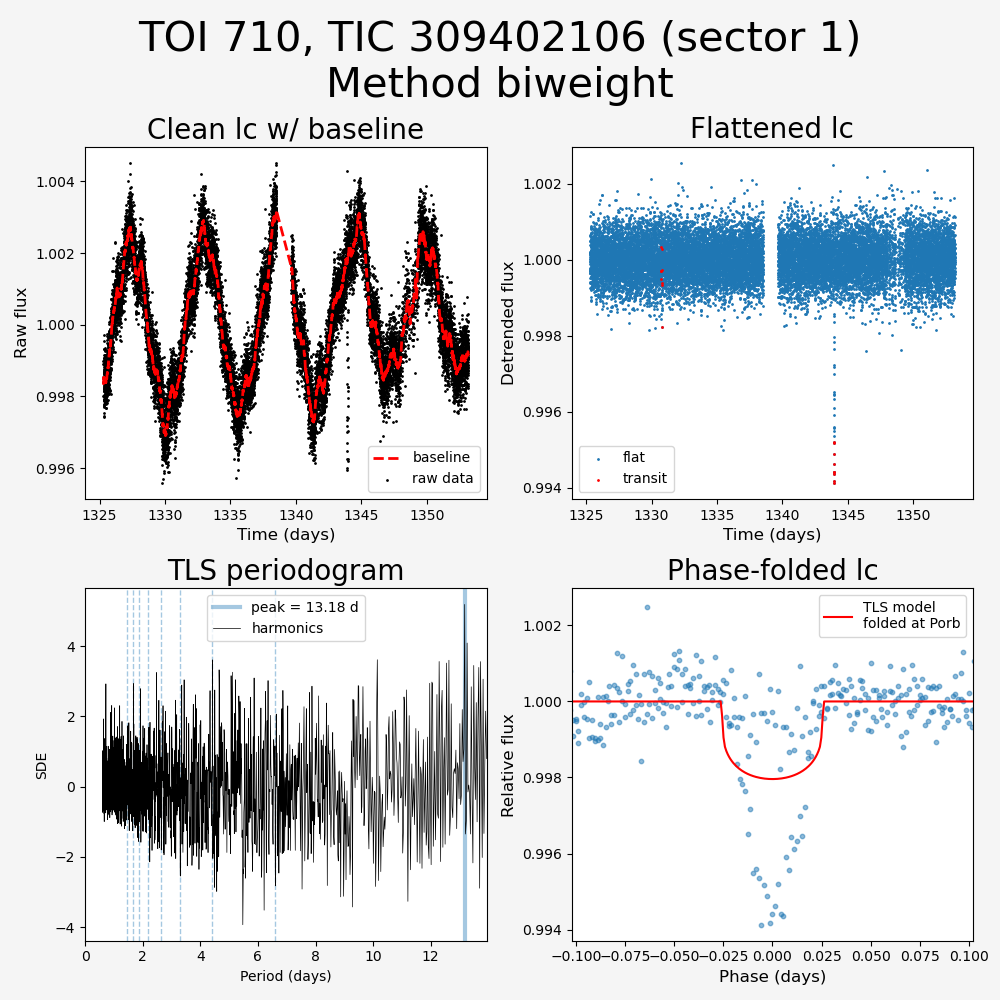 TOI 710, TIC 309402106 (sector 1)
Method biweight
Clean lc w/ baseline
Raw flux
1.004
1.002
1.000
0.998
0.996
baseline
raw data
1325
1330
1335
1340
1345
1350
Time (days)
Flattened lc
Detrended flux
1.002
1.000
0.998
0.996
0.994
flat
transit
1325
1330
1335
1340
1345
1350
Time (days)
TLS periodogram
SDE
4
2
0
−2
−4
peak = 13.18 d
harmonics
0
2
4
6
8
10
12
Period (days)
Phase-folded lc
Relative flux
1.002
1.000
0.998
0.996
0.994
TLS model
folded at Porb
−0.100
−0.075
−0.050
−0.025
0.000
0.025
0.050
0.075
0.100
Phase (days)